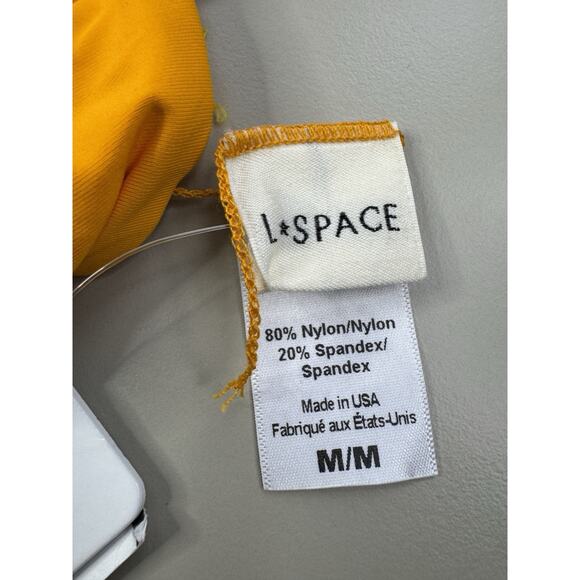 L★SPACE
80% Nylon/Nylon
20% Spandex/
Spandex
Made in USA
Fabriqué aux États-Unis
M/M